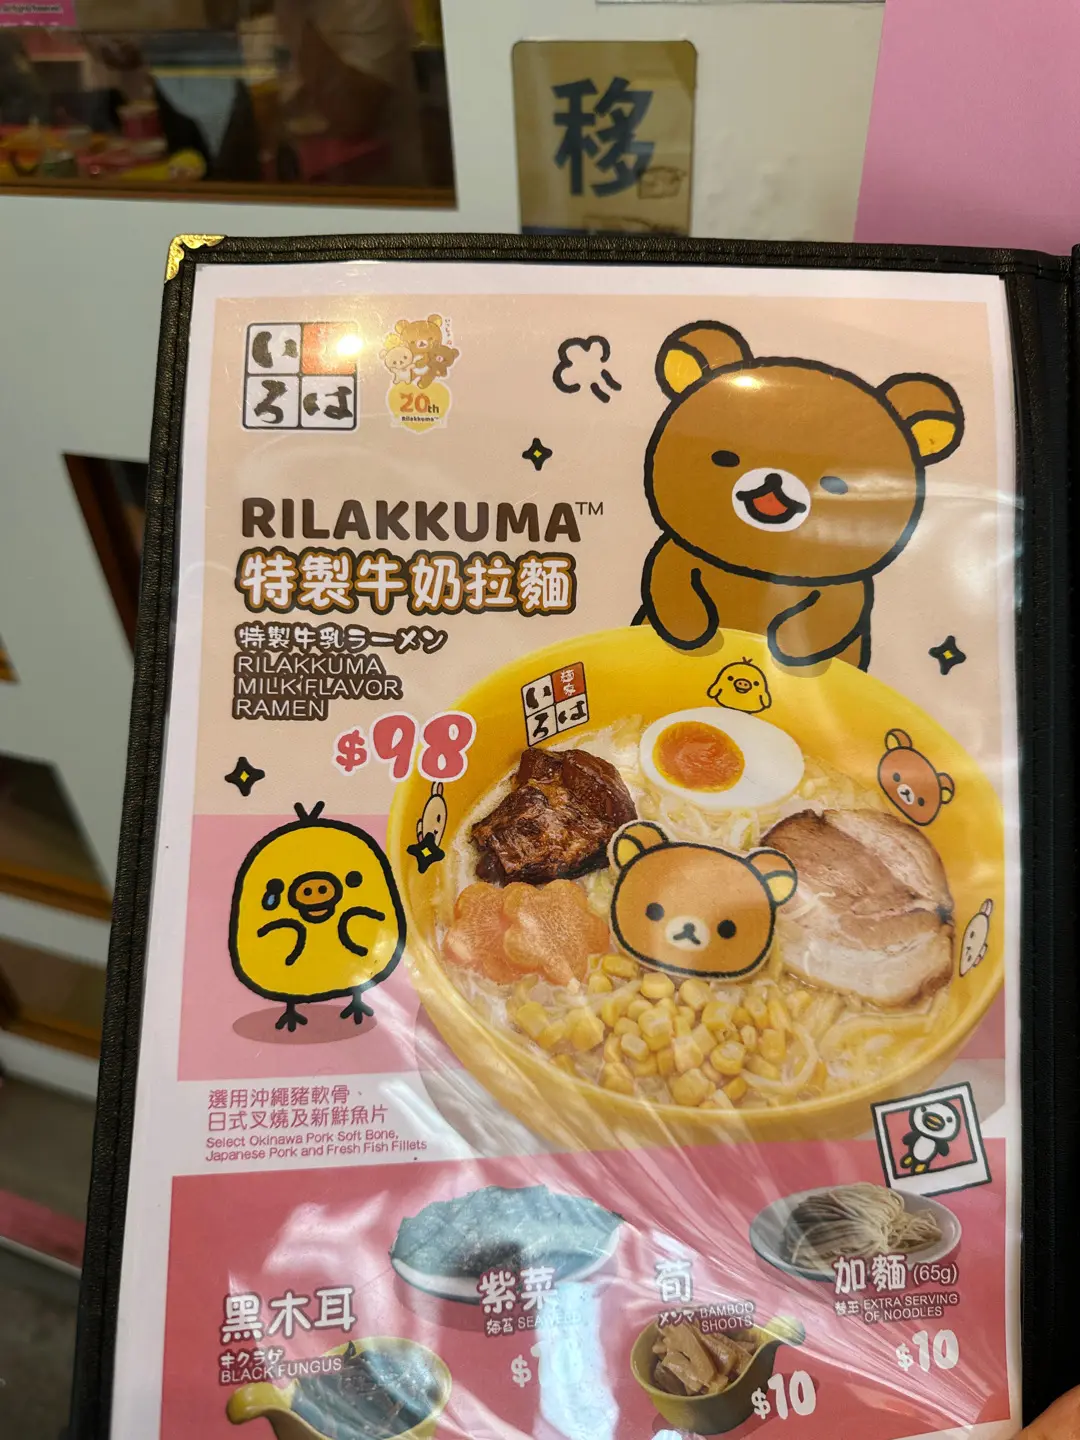 移
いろは
20th
Rilakkuma™
RILAKKUMA™
特製牛奶拉麵
特製牛乳ラーメン
RILAKKUMA
MILK FLAVOR
RAMEN
$98
麺家
いろは
選用沖繩豬軟骨、
日式叉燒及新鮮魚片
Select Okinawa Pork Soft Bone,
Japanese Pork and Fresh Fish Fillets
黑木耳
キクラゲ
BLACK FUNGUS
紫菜
海苔 SEAWEED
筍
メンマ BAMBOO
SHOOTS
$10
加麵 (65g)
替玉 EXTRA SERVING
OF NOODLES
$10